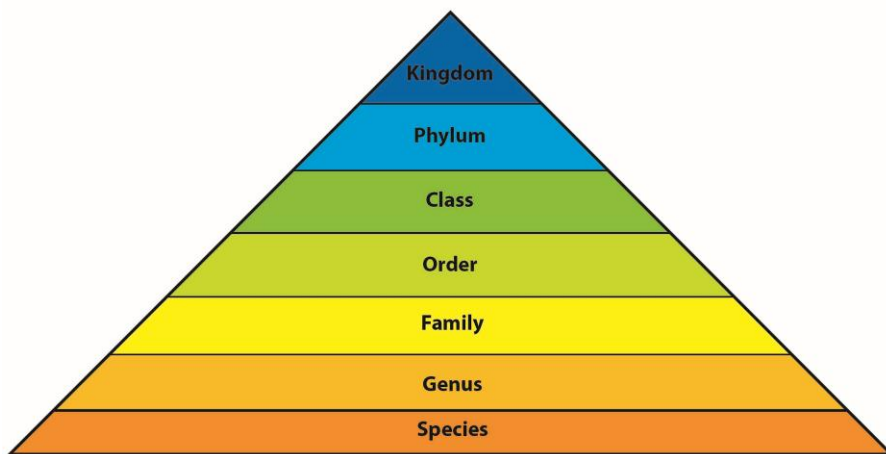 Kingdom
Phylum
Class
Order
Family
Genus
Species